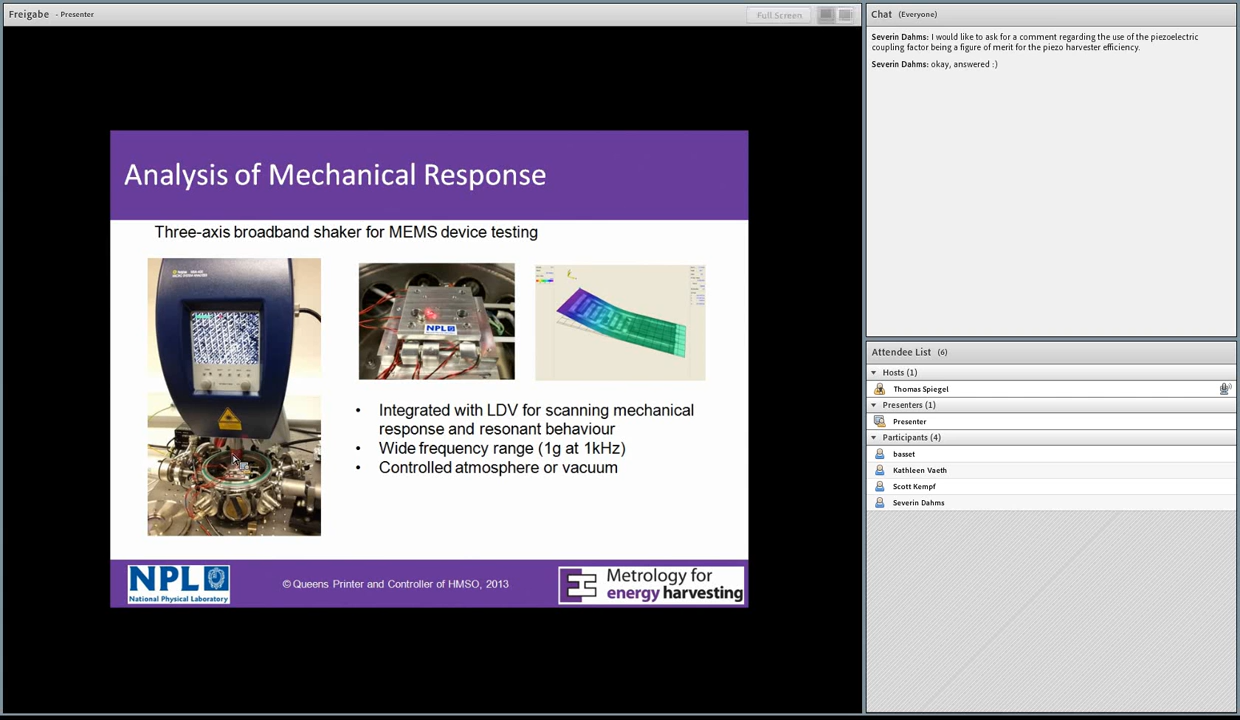 Freigabe - Presenter
Full Screen
Analysis of Mechanical Response
Three-axis broadband shaker for MEMS device testing
NPL
• Integrated with LDV for scanning mechanical
response and resonant behaviour
• Wide frequency range (1g at 1kHz)
• Controlled atmosphere or vacuum
NPL
National Physical Laboratory
© Queens Printer and Controller of HMSO, 2013
Metrology for
energy harvesting
Chat (Everyone)
Severin Dahms: I would like to ask for a comment regarding the use of the piezoelectric
coupling factor being a figure of merit for the piezo harvester efficiency.
Severin Dahms: okay, answered :)
Attendee List (6)
Hosts (1)
Thomas Spiegel
Presenters (1)
Presenter
Participants (4)
basset
Kathleen Vaeth
Scott Kempf
Severin Dahms